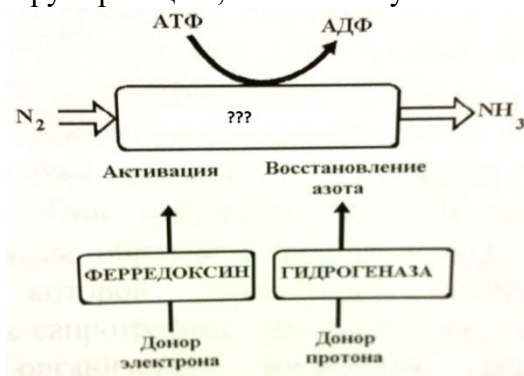 АТФ АДФ
N2 ??? NH3
Активация Восстановление
азота
ФЕРРЕДОКСИН ГИДРОГЕНАЗА
Донор Донор
электрона протона